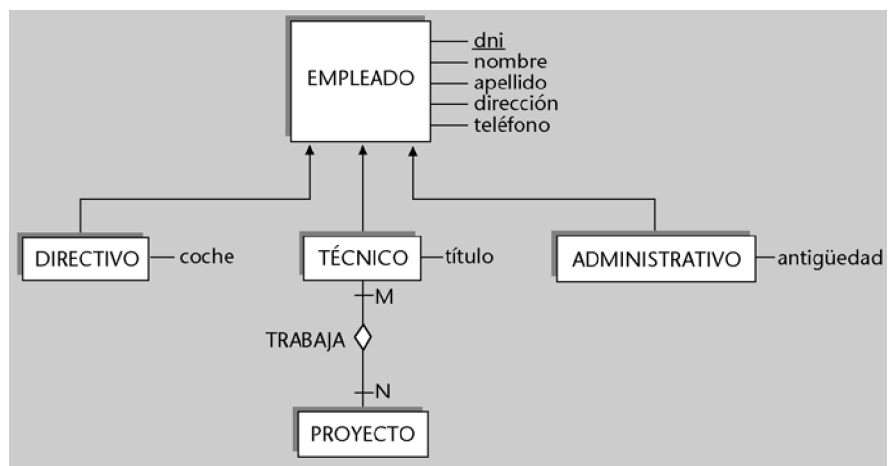 EMPLEADO
dni
nombre
apellido
dirección
teléfono
DIRECTIVO
coche
TÉCNICO
título
ADMINISTRATIVO
antigüedad
M
TRABAJA
N
PROYECTO